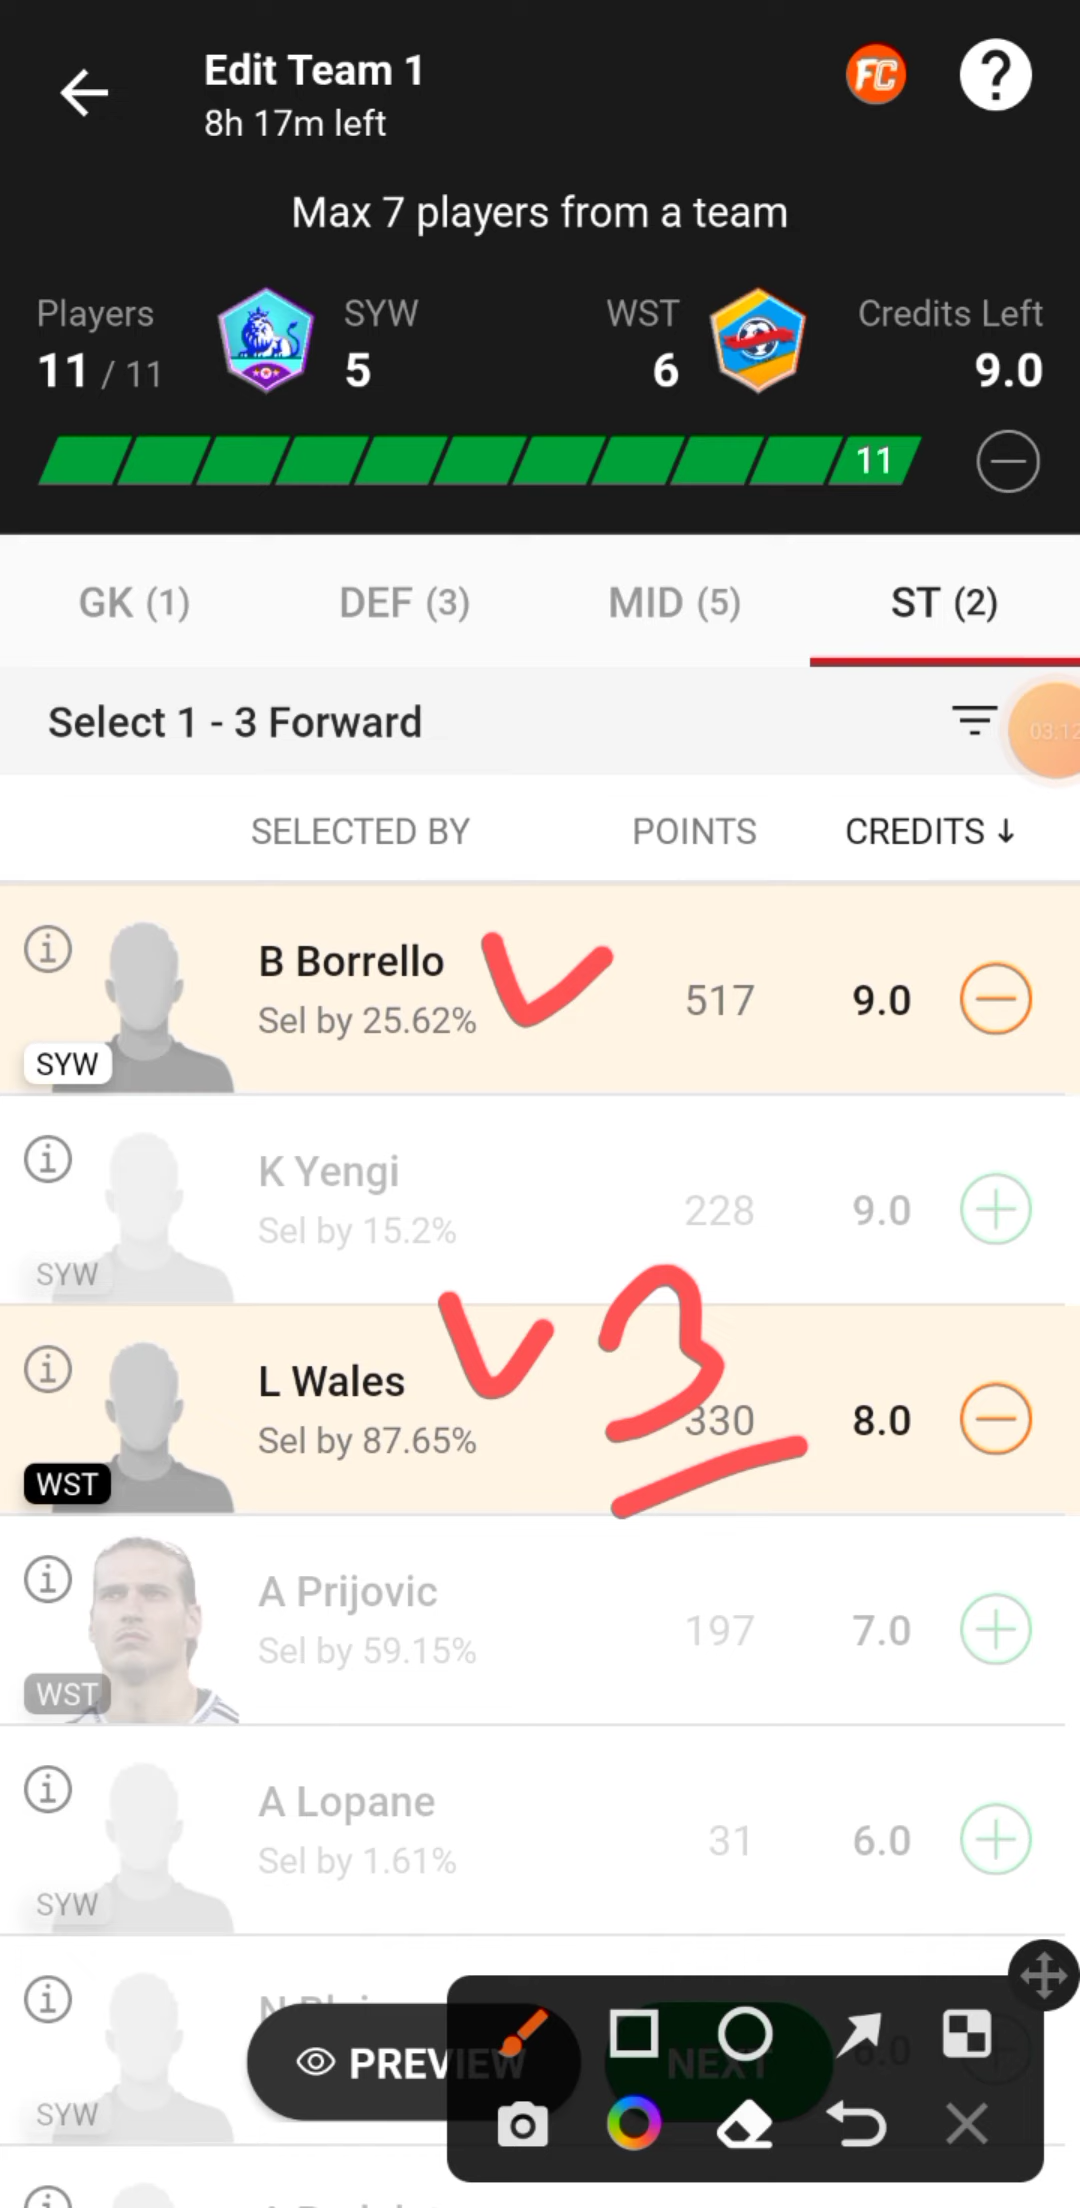 Edit Team 1
8h 17m left
FC
?
Max 7 players from a team
Players SYW WST Credits Left
11 / 11 5 6 9.0
11
GK (1) DEF (3) MID (5) ST (2)
Select 1 - 3 Forward
03:12
SELECTED BY POINTS CREDITS ↓
B Borrello
Sel by 25.62% 517 9.0
SYW
K Yengi
Sel by 15.2% 228 9.0
SYW
3
L Wales
Sel by 87.65% 330 8.0
WST
A Prijovic
Sel by 59.15% 197 7.0
WST
A Lopane
Sel by 1.61% 31 6.0
SYW
PREVIEW NEXT
SYW